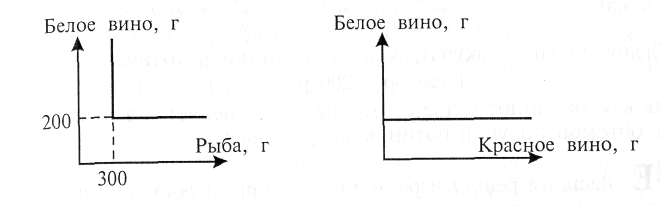 Белое вино, г
200
Рыба, г
300
Белое вино, г
Красное вино, г